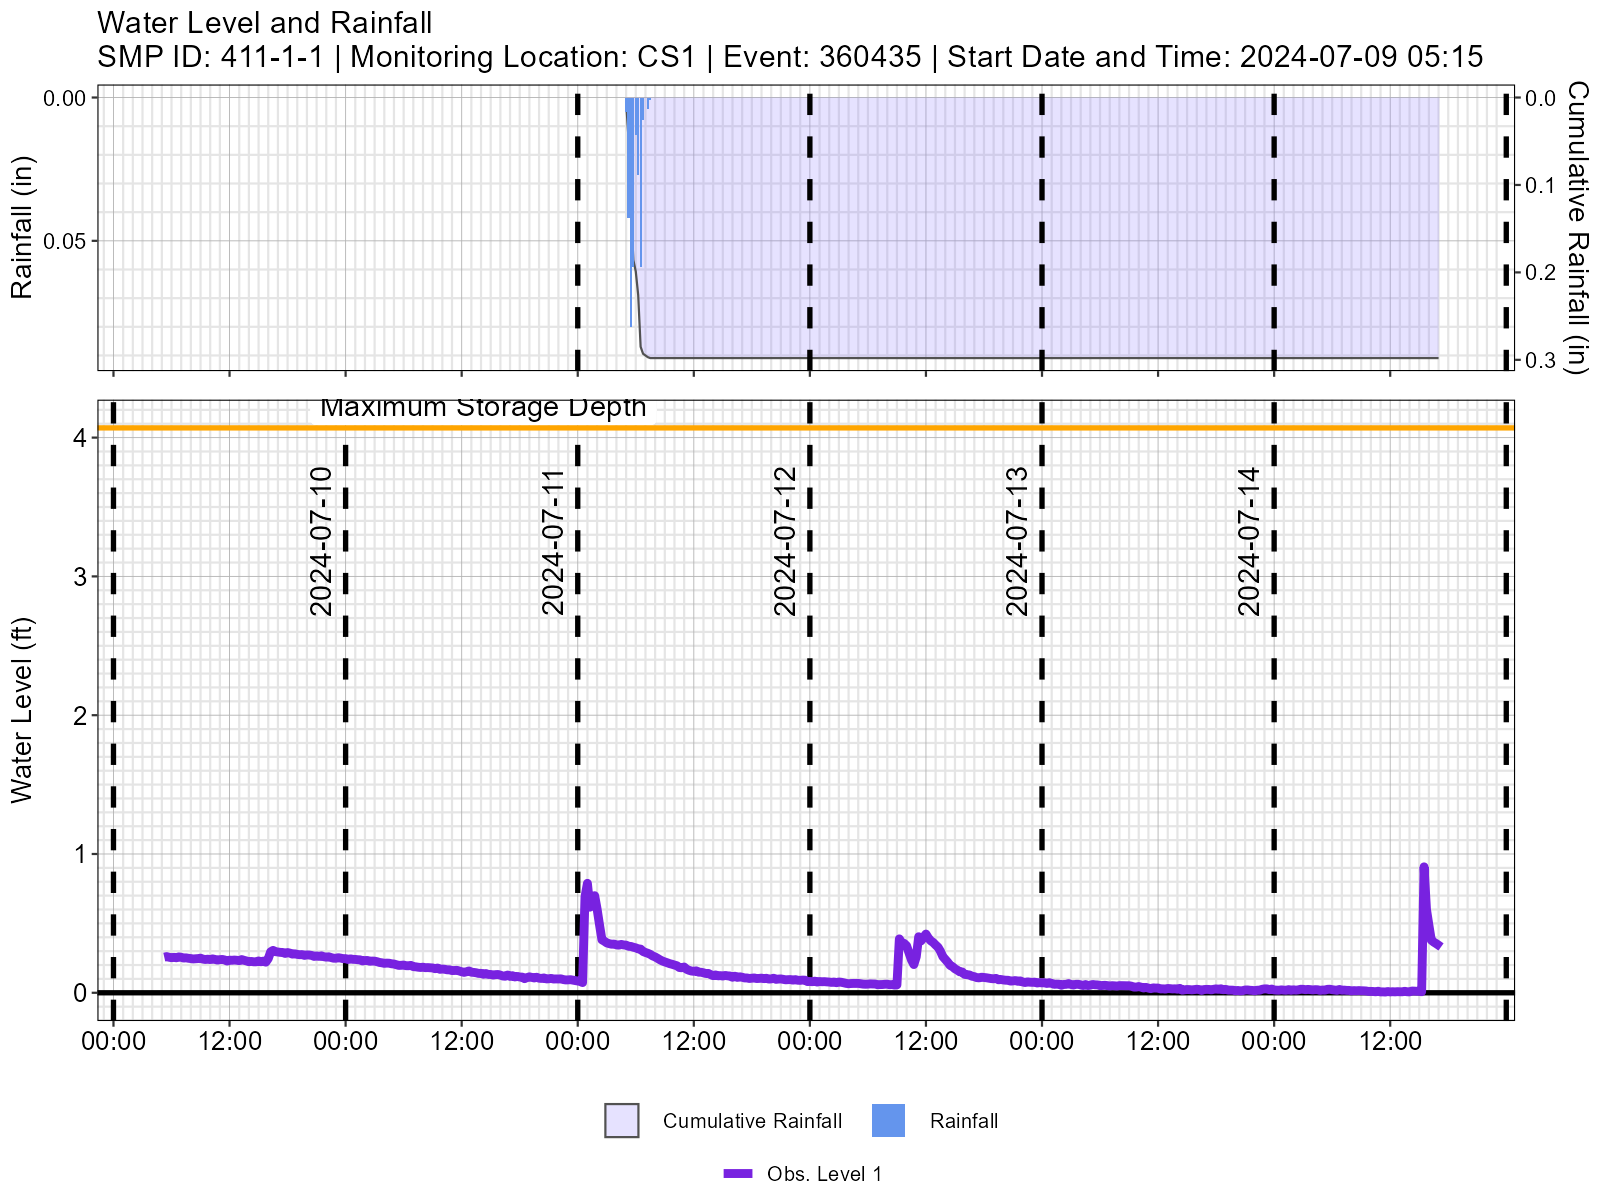 Water Level and Rainfall
SMP ID: 411-1-1 | Monitoring Location: CS1 | Event: 360435 | Start Date and Time: 2024-07-09 05:15
Rainfall (in)
0.00
0.05
0.0
0.1
0.2
0.3
Cumulative Rainfall (in)
Maximum Storage Depth
Water Level (ft)
4
3
2
1
0
2024-07-10
2024-07-11
2024-07-12
2024-07-13
2024-07-14
00:00 12:00 00:00 12:00 00:00 12:00 00:00 12:00 00:00 12:00 00:00 12:00
Cumulative Rainfall
Rainfall
Obs. Level 1